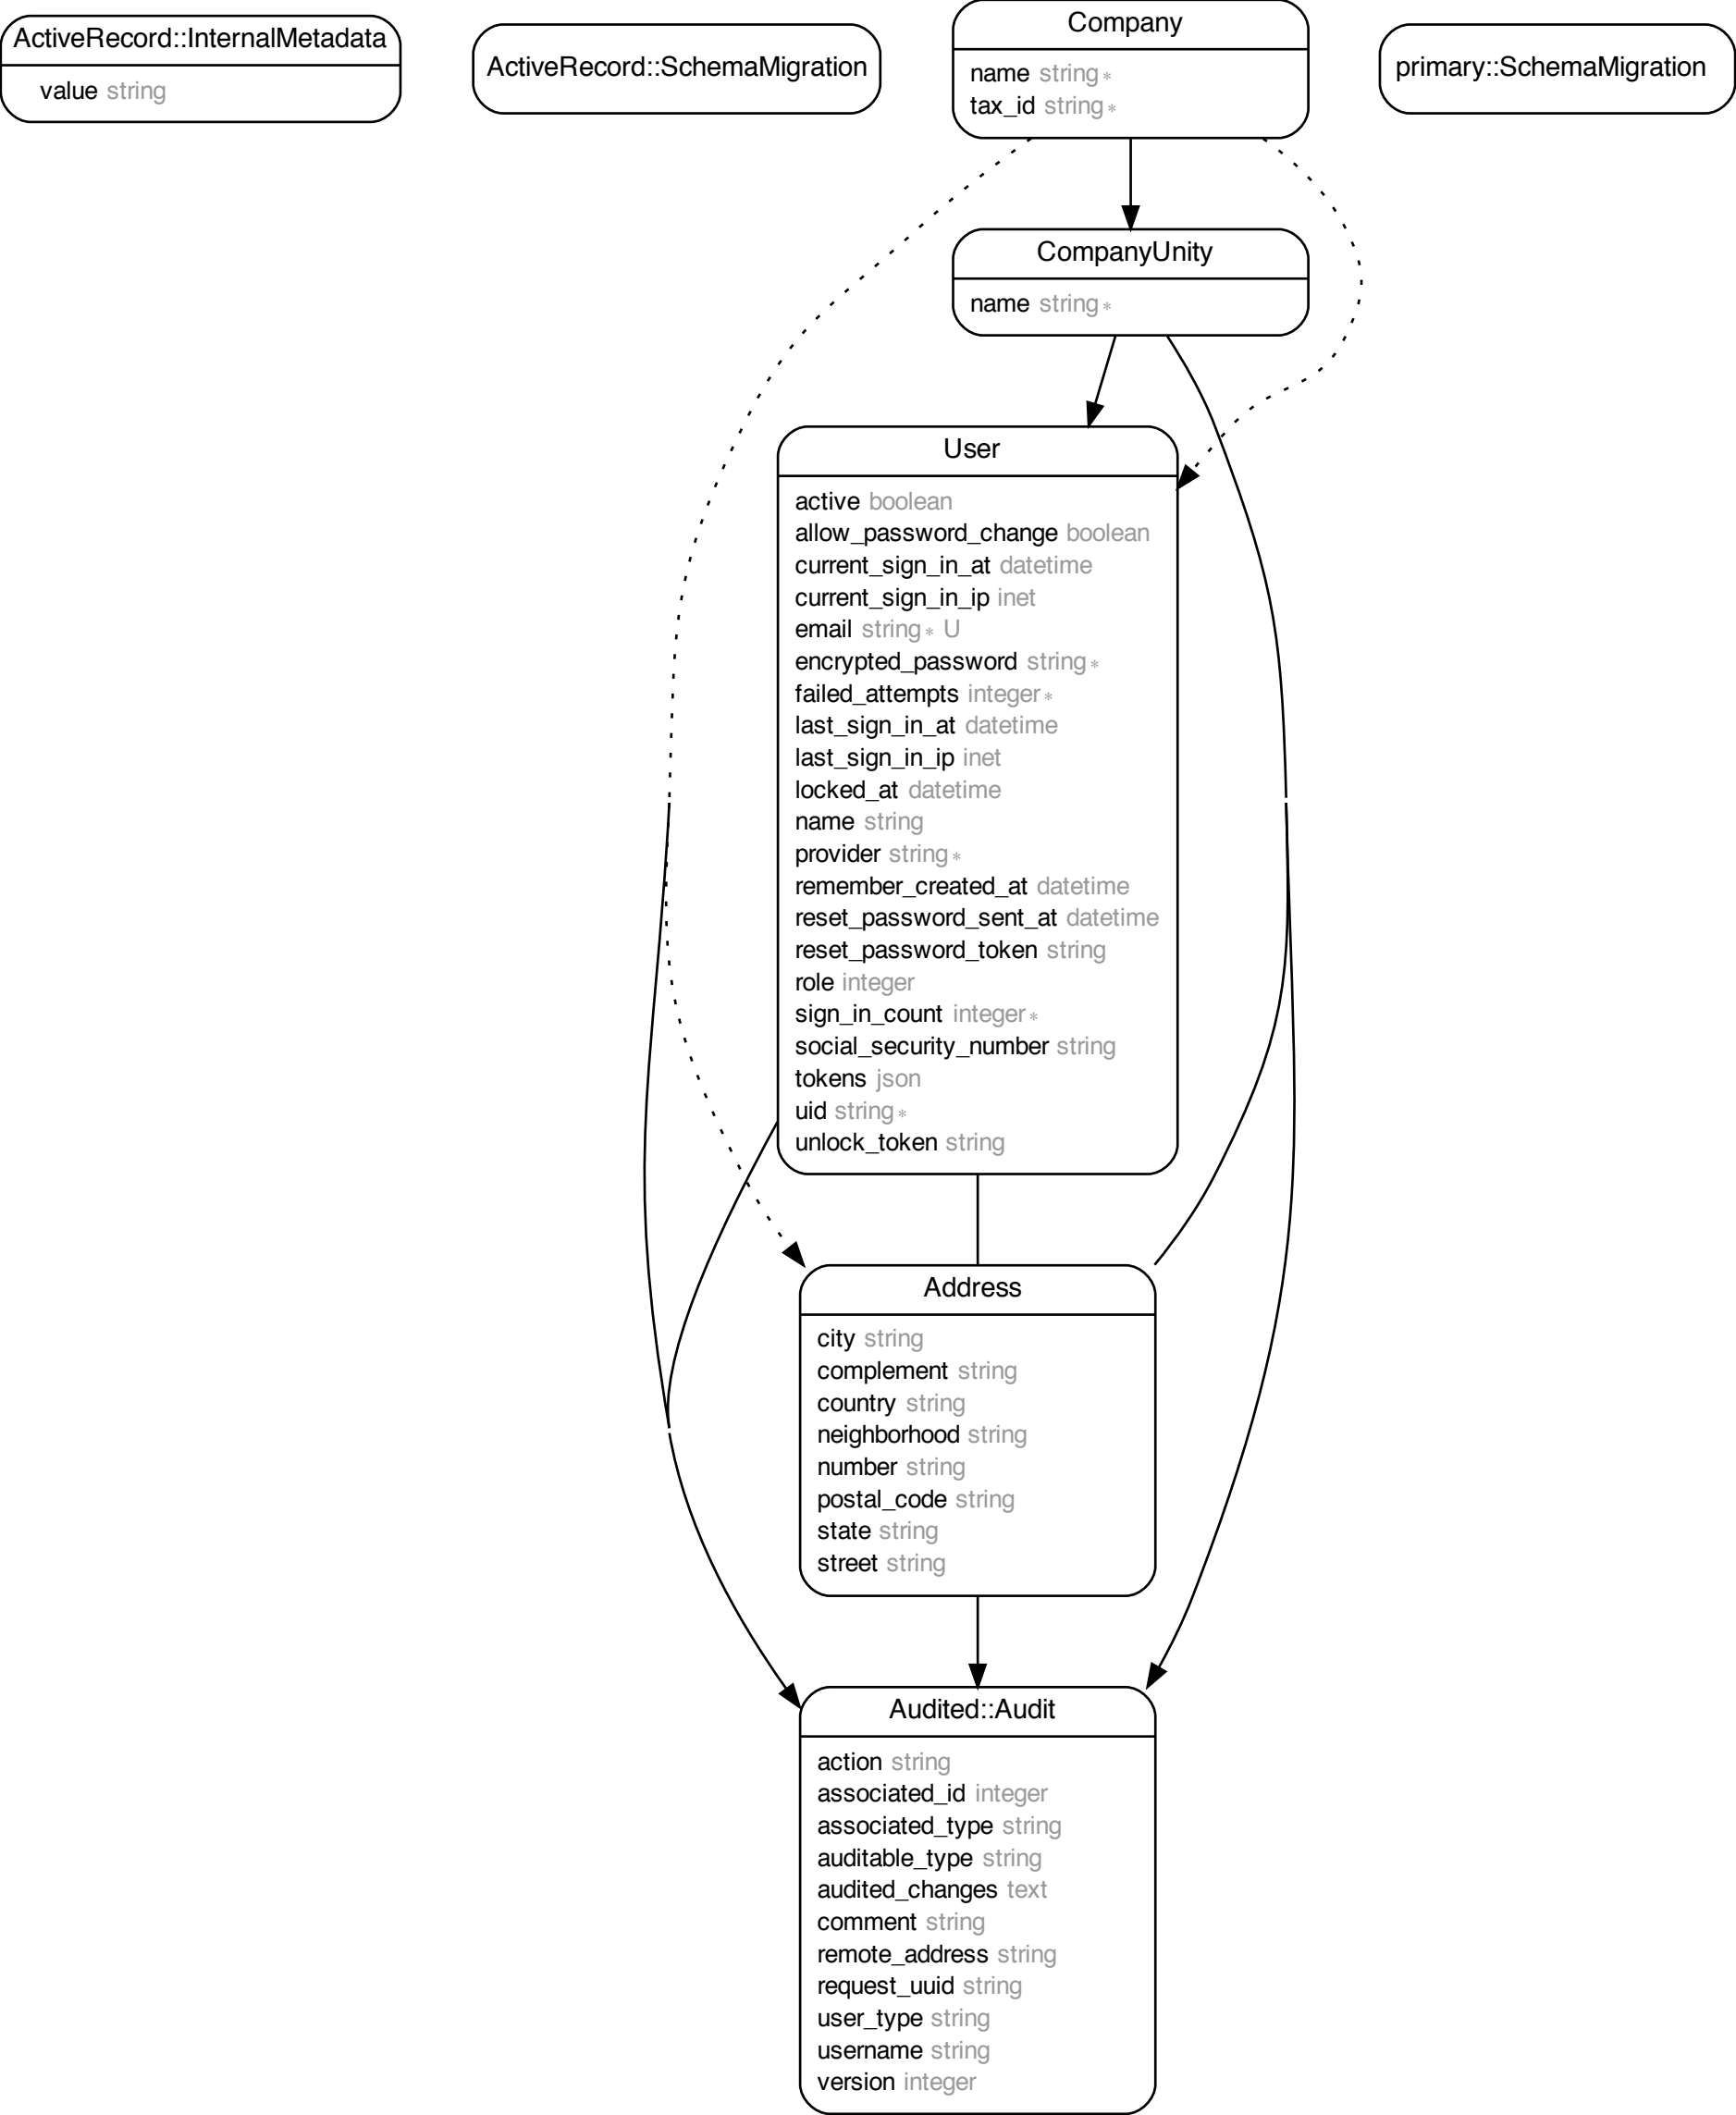 ActiveRecord::InternalMetadata
value string
ActiveRecord::SchemaMigration
Company
name string ∗
tax_id string ∗
primary::SchemaMigration
CompanyUnity
name string ∗
User
active boolean
allow_password_change boolean
current_sign_in_at datetime
current_sign_in_ip inet
email string ∗ U
encrypted_password string ∗
failed_attempts integer ∗
last_sign_in_at datetime
last_sign_in_ip inet
locked_at datetime
name string
provider string ∗
remember_created_at datetime
reset_password_sent_at datetime
reset_password_token string
role integer
sign_in_count integer ∗
social_security_number string
tokens json
uid string ∗
unlock_token string
Address
city string
complement string
country string
neighborhood string
number string
postal_code string
state string
street string
Audited::Audit
action string
associated_id integer
associated_type string
auditable_type string
audited_changes text
comment string
remote_address string
request_uuid string
user_type string
username string
version integer